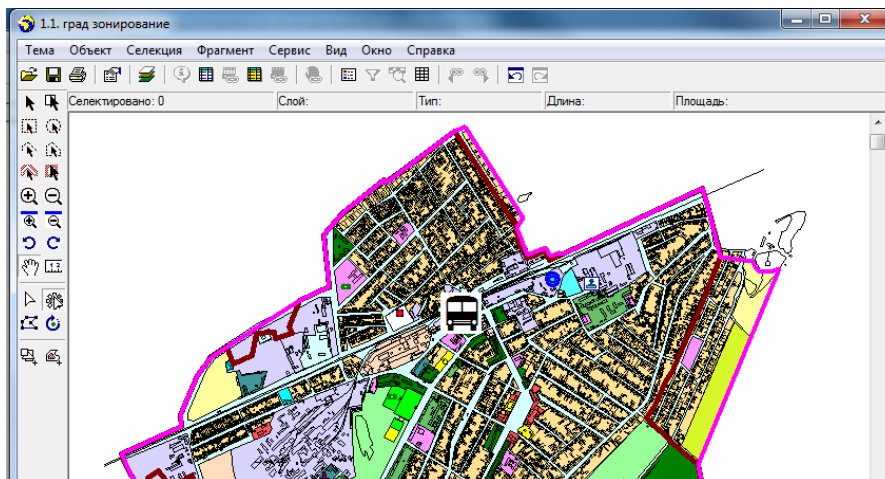 1.1. град зонирование
Тема Объект Селекция Фрагмент Сервис Вид Окно Справка
Селектировано: 0 Слой: Тип: Длина: Площадь: